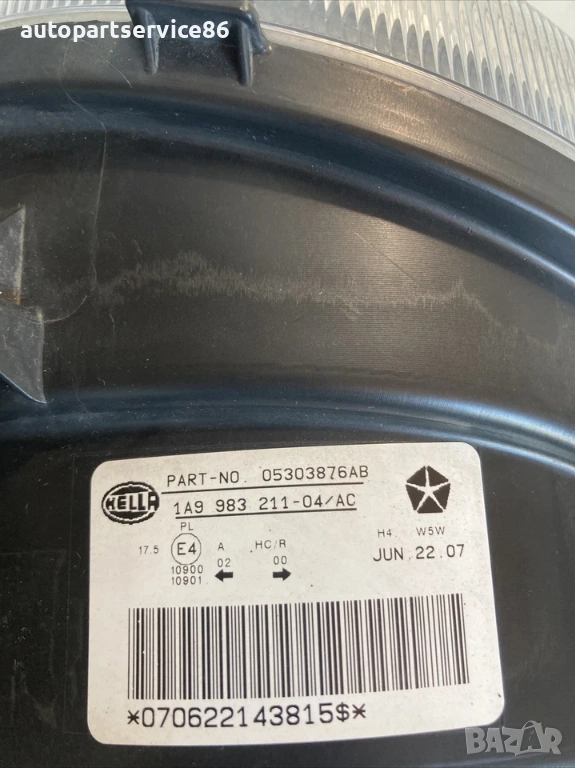 autopartservice86
PART-NO. 05303876AB
HELLA
1A9 983 211-04/AC
PL
H4 W5W
17.5 E4 A HC/R
JUN.22.07
10900 02 00
10901
*070622143815$*
BAZAR